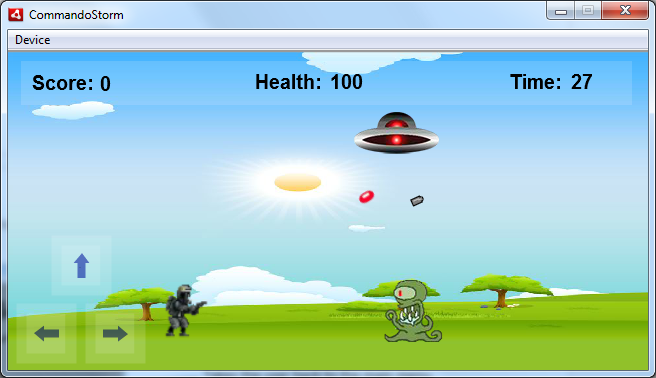 CommandoStorm
Device
Score: 0 Health: 100 Time: 27